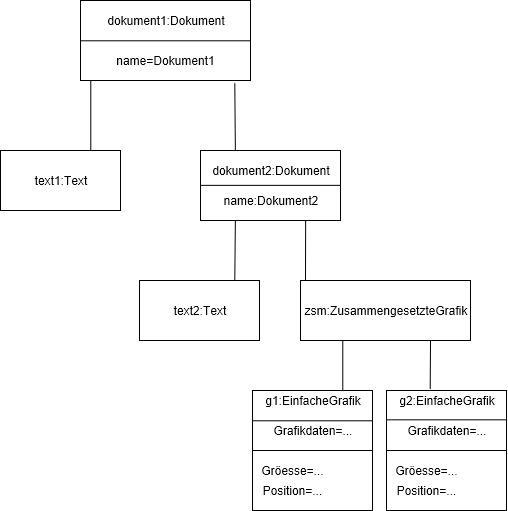 dokument1:Dokument
name=Dokument1
text1:Text
dokument2:Dokument
name:Dokument2
text2:Text
zsm:ZusammengesetzteGrafik
g1:EinfacheGrafik
Grafikdaten=...
Gröesse=...
Position=...
g2:EinfacheGrafik
Grafikdaten=...
Gröesse=...
Position=...